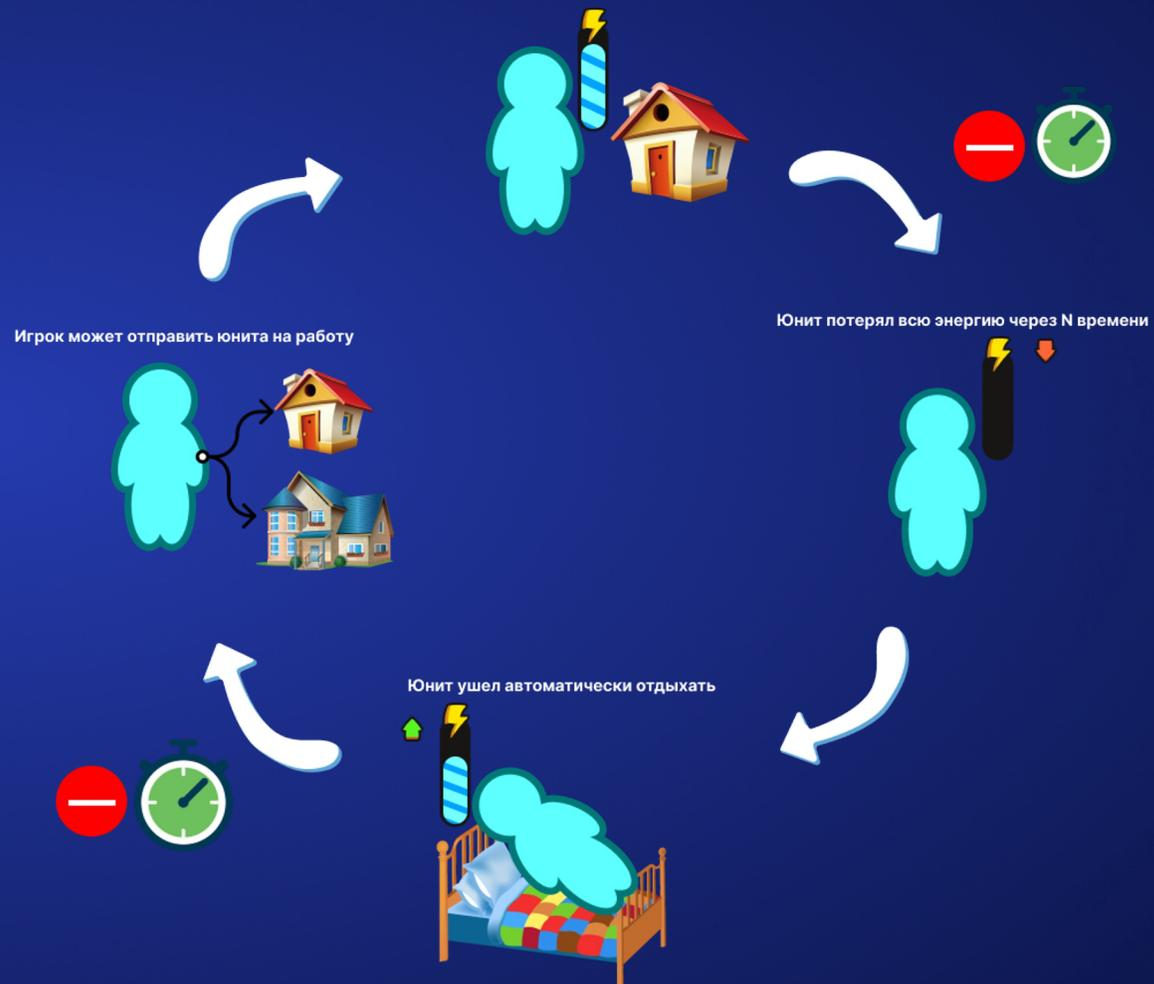 Юнит потерял всю энергию через N времени
Игрок может отправить юнита на работу
Юнит ушел автоматически отдыхать